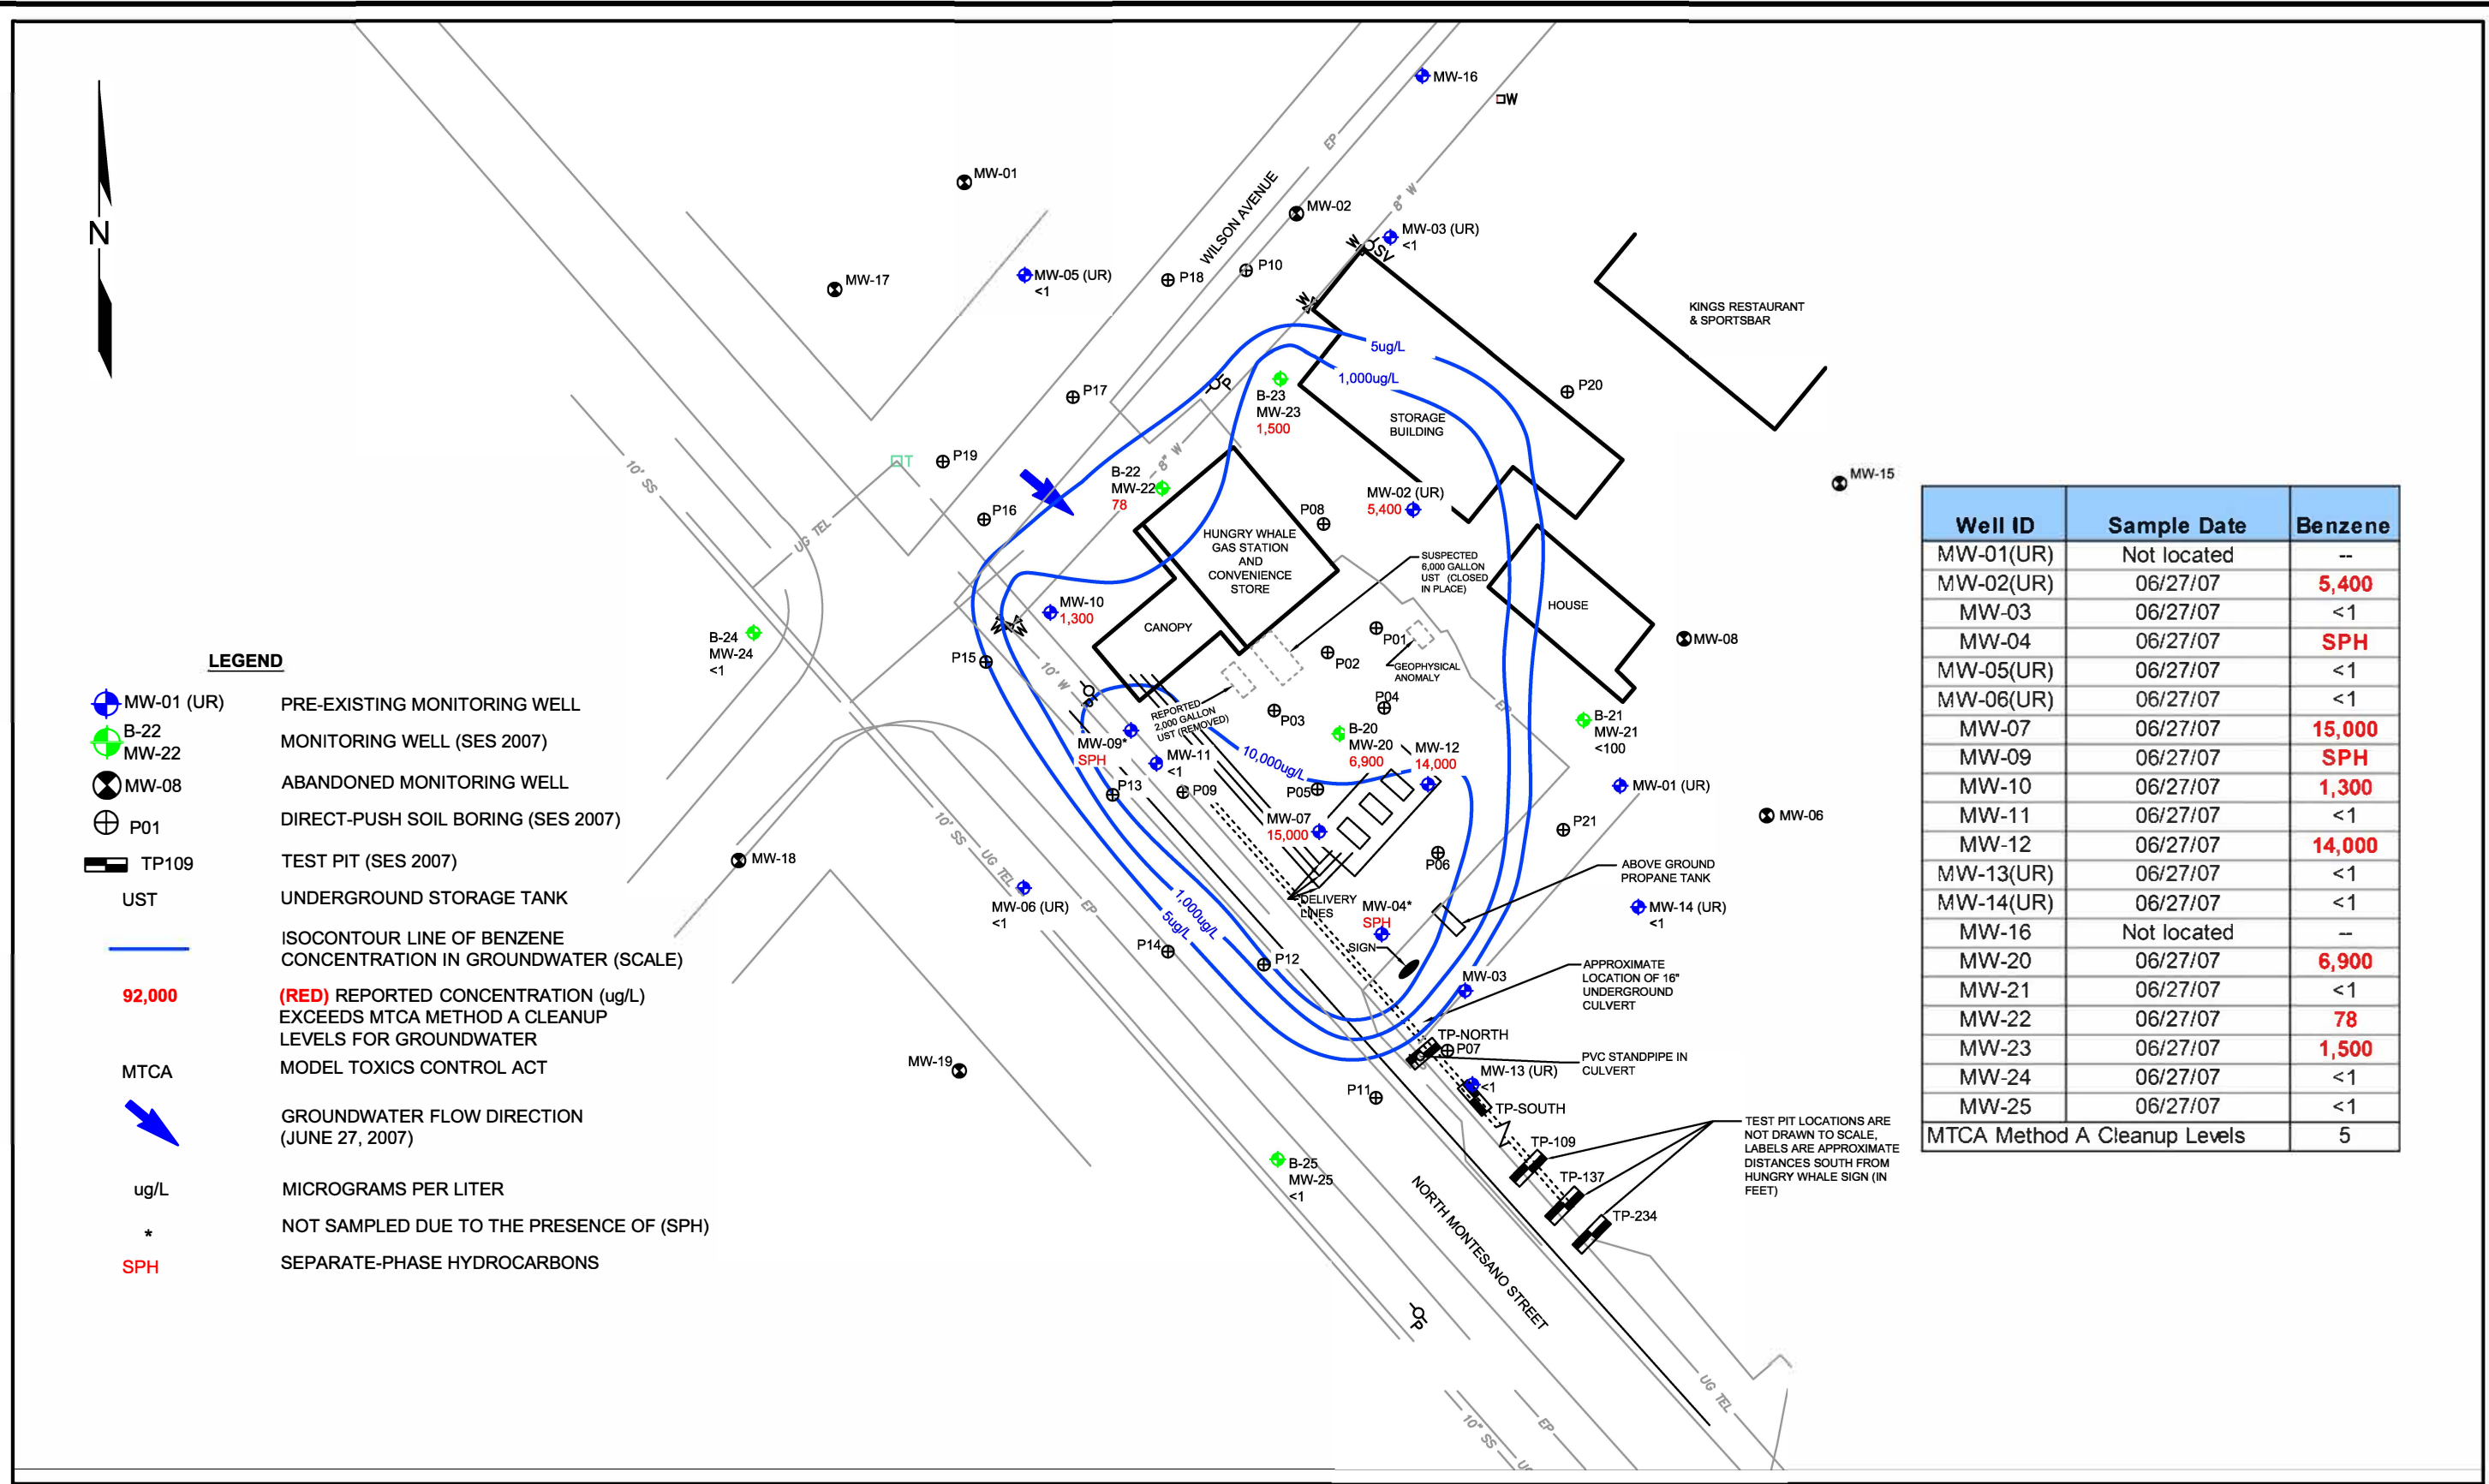 MW-16
W
EP
MW-01
WILSON AVENUE
8" W
MW-02
MW-03 (UR)
<1
W
SV
MW-17
MW-05 (UR)
<1
P18
P10
W
KINGS RESTAURANT
& SPORTSBAR
5ug/L
1,000ug/L
P
P17
P20
B-23
MW-23
1,500
STORAGE
BUILDING
10" SS
T
P19
8" W
B-22
MW-22
78
MW-02 (UR)
5,400
P08
MW-15
P16
UG TEL
HUNGRY WHALE
GAS STATION
AND
CONVENIENCE
STORE
SUSPECTED
6,000 GALLON
UST (CLOSED
IN PLACE)
HOUSE
MW-10
1,300
CANOPY
W
W
B-24
MW-24
<1
P15
10" W
P01
P02
GEOPHYSICAL
ANOMALY
MW-08
P
P04
P03
EP
REPORTED
2,000 GALLON
UST (REMOVED)
B-21
MW-21
<100
MW-09*
SPH
MW-11
<1
10,000ug/L
B-20
MW-20
6,900
MW-12
14,000
P13
P09
P05
MW-01 (UR)
MW-07
15,000
P21
MW-06
10" SS
UG TEL
MW-18
P06
ABOVE GROUND
PROPANE TANK
MW-06 (UR)
<1
EP
1,000ug/L
5ug/L
DELIVERY
LINES
MW-04*
SPH
MW-14 (UR)
<1
P14
P12
SIGN
MW-03
APPROXIMATE
LOCATION OF 16"
UNDERGROUND
CULVERT
TP-NORTH
P07
PVC STANDPIPE IN
CULVERT
MW-19
MW-13 (UR)
<1
P11
TP-SOUTH
TP-109
TEST PIT LOCATIONS ARE
NOT DRAWN TO SCALE,
LABELS ARE APPROXIMATE
DISTANCES SOUTH FROM
HUNGRY WHALE SIGN (IN
FEET)
B-25
MW-25
<1
TP-137
TP-234
NORTH MONTESANO STREET
P
UG TEL
10" SS
EP
N
LEGEND
MW-01 (UR) PRE-EXISTING MONITORING WELL
B-22
MW-22 MONITORING WELL (SES 2007)
MW-08 ABANDONED MONITORING WELL
P01 DIRECT-PUSH SOIL BORING (SES 2007)
TP109 TEST PIT (SES 2007)
UST UNDERGROUND STORAGE TANK
ISOCONTOUR LINE OF BENZENE
CONCENTRATION IN GROUNDWATER (SCALE)
92,000 (RED) REPORTED CONCENTRATION (ug/L)
EXCEEDS MTCA METHOD A CLEANUP
LEVELS FOR GROUNDWATER
MTCA MODEL TOXICS CONTROL ACT
GROUNDWATER FLOW DIRECTION
(JUNE 27, 2007)
ug/L MICROGRAMS PER LITER
* NOT SAMPLED DUE TO THE PRESENCE OF (SPH)
SPH SEPARATE-PHASE HYDROCARBONS
Well ID Sample Date Benzene
MW-01(UR) Not located --
MW-02(UR) 06/27/07 5,400
MW-03 06/27/07 <1
MW-04 06/27/07 SPH
MW-05(UR) 06/27/07 <1
MW-06(UR) 06/27/07 <1
MW-07 06/27/07 15,000
MW-09 06/27/07 SPH
MW-10 06/27/07 1,300
MW-11 06/27/07 <1
MW-12 06/27/07 14,000
MW-13(UR) 06/27/07 <1
MW-14(UR) 06/27/07 <1
MW-16 Not located --
MW-20 06/27/07 6,900
MW-21 06/27/07 <1
MW-22 06/27/07 78
MW-23 06/27/07 1,500
MW-24 06/27/07 <1
MW-25 06/27/07 <1
MTCA Method A Cleanup Levels 5